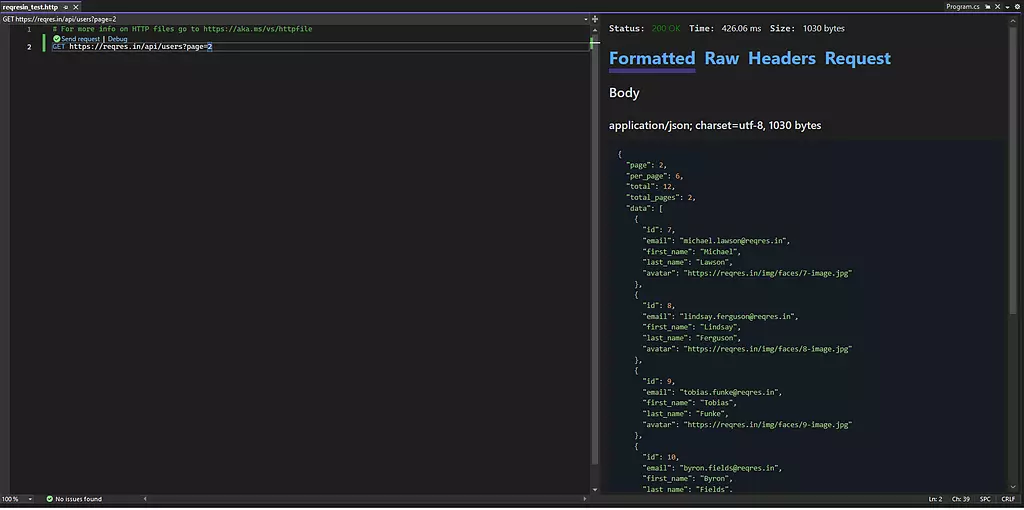 reqresin_test.http
Program.cs
GET https://reqres.in/api/users?page=2
1 # For more info on HTTP files go to https://aka.ms/vs/httpfile
Send request | Debug
2 GET https://reqres.in/api/users?page=2
Status: 200 OK Time: 426.06 ms Size: 1030 bytes
Formatted Raw Headers Request
Body
application/json; charset=utf-8, 1030 bytes
{
"page": 2,
"per_page": 6,
"total": 12,
"total_pages": 2,
"data": [
{
"id": 7,
"email": "michael.lawson@reqres.in",
"first_name": "Michael",
"last_name": "Lawson",
"avatar": "https://reqres.in/img/faces/7-image.jpg"
},
{
"id": 8,
"email": "lindsay.ferguson@reqres.in",
"first_name": "Lindsay",
"last_name": "Ferguson",
"avatar": "https://reqres.in/img/faces/8-image.jpg"
},
{
"id": 9,
"email": "tobias.funke@reqres.in",
"first_name": "Tobias",
"last_name": "Funke",
"avatar": "https://reqres.in/img/faces/9-image.jpg"
},
{
"id": 10,
"email": "byron.fields@reqres.in",
"first_name": "Byron",
"last_name": "Fields",
100 %
No issues found
Ln: 2 Ch: 39 SPC CRLF